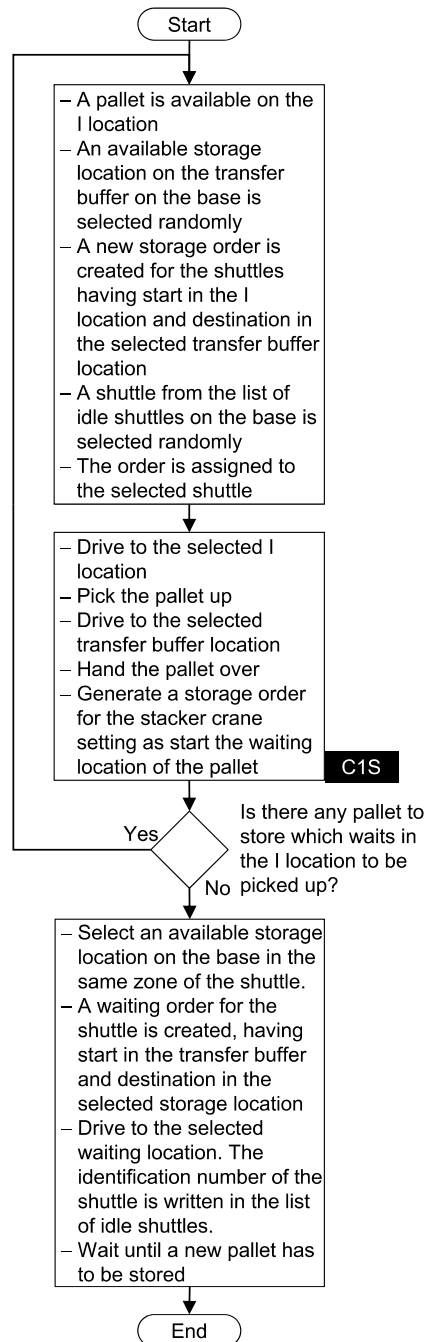 Start
– A pallet is available on the
I location
– An available storage
location on the transfer
buffer on the base is
selected randomly
– A new storage order is
created for the shuttles
having start in the I
location and destination in
the selected transfer buffer
location
– A shuttle from the list of
idle shuttles on the base is
selected randomly
– The order is assigned to
the selected shuttle
– Drive to the selected I
location
– Pick the pallet up
– Drive to the selected
transfer buffer location
– Hand the pallet over
– Generate a storage order
for the stacker crane
setting as start the waiting
location of the pallet
C1S
Is there any pallet to
store which waits in
the I location to be
picked up?
Yes
No
– Select an available storage
location on the base in the
same zone of the shuttle.
– A waiting order for the
shuttle is created, having
start in the transfer buffer
and destination in the
selected storage location
– Drive to the selected
waiting location. The
identification number of the
shuttle is written in the list
of idle shuttles.
– Wait until a new pallet has
to be stored
End